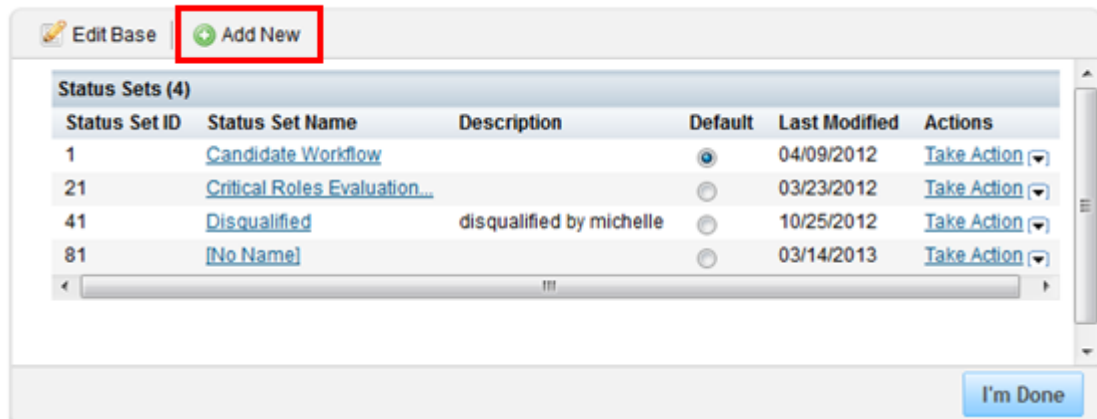 Edit Base Add New
Status Sets (4)
Status Set ID Status Set Name Description Default Last Modified Actions
1 Candidate Workflow 04/09/2012 Take Action
21 Critical Roles Evaluation... 03/23/2012 Take Action
41 Disqualified disqualified by michelle 10/25/2012 Take Action
81 [No Name] 03/14/2013 Take Action
I'm Done